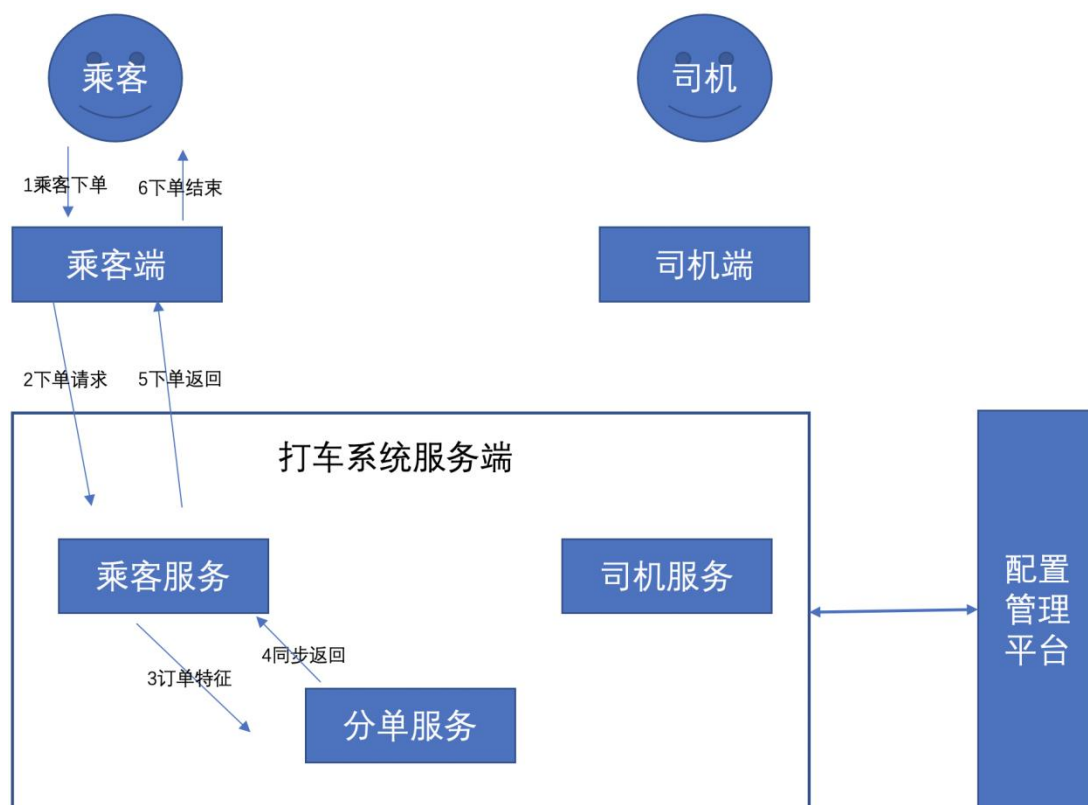 乘客
司机
1乘客下单
6下单结束
乘客端
司机端
2下单请求
5下单返回
打车系统服务端
乘客服务
司机服务
配置
管理
平台
4同步返回
3订单特征
分单服务